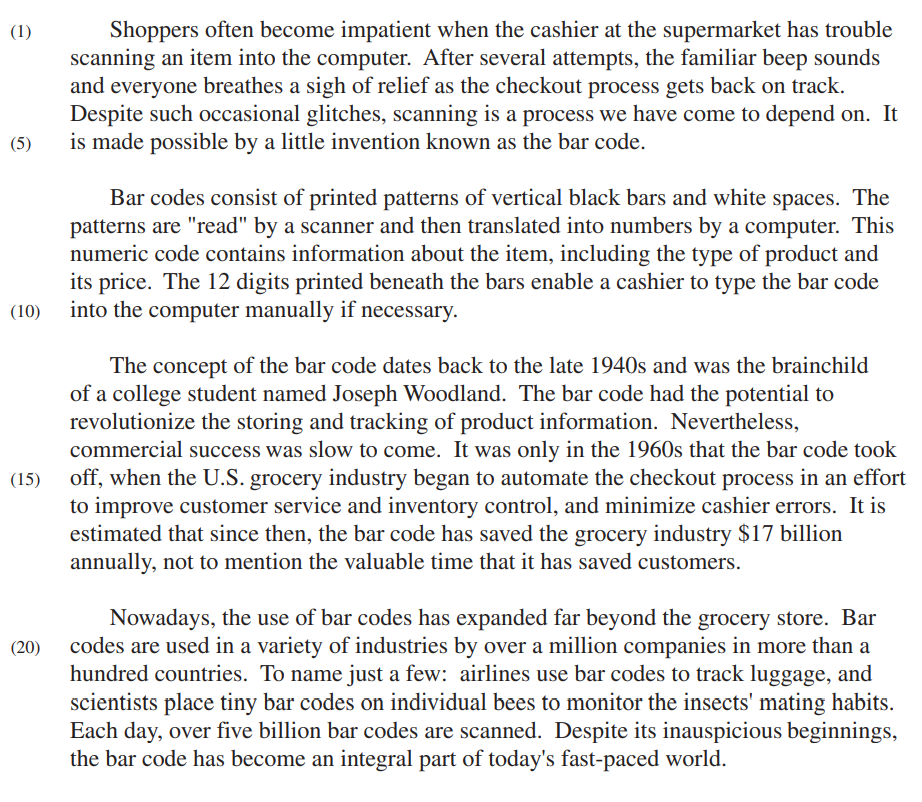 (1) Shoppers often become impatient when the cashier at the supermarket has trouble
scanning an item into the computer. After several attempts, the familiar beep sounds
and everyone breathes a sigh of relief as the checkout process gets back on track.
Despite such occasional glitches, scanning is a process we have come to depend on. It
(5) is made possible by a little invention known as the bar code.
Bar codes consist of printed patterns of vertical black bars and white spaces. The
patterns are "read" by a scanner and then translated into numbers by a computer. This
numeric code contains information about the item, including the type of product and
its price. The 12 digits printed beneath the bars enable a cashier to type the bar code
(10) into the computer manually if necessary.
The concept of the bar code dates back to the late 1940s and was the brainchild
of a college student named Joseph Woodland. The bar code had the potential to
revolutionize the storing and tracking of product information. Nevertheless,
commercial success was slow to come. It was only in the 1960s that the bar code took
(15) off, when the U.S. grocery industry began to automate the checkout process in an effort
to improve customer service and inventory control, and minimize cashier errors. It is
estimated that since then, the bar code has saved the grocery industry $17 billion
annually, not to mention the valuable time that it has saved customers.
Nowadays, the use of bar codes has expanded far beyond the grocery store. Bar
(20) codes are used in a variety of industries by over a million companies in more than a
hundred countries. To name just a few: airlines use bar codes to track luggage, and
scientists place tiny bar codes on individual bees to monitor the insects' mating habits.
Each day, over five billion bar codes are scanned. Despite its inauspicious beginnings,
the bar code has become an integral part of today's fast-paced world.